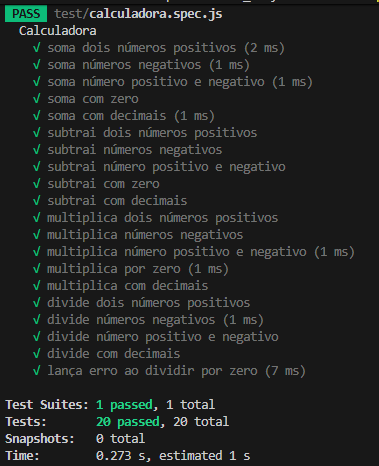 PASS test/calculadora.spec.js
Calculadora
√ soma dois números positivos (2 ms)
√ soma números negativos (1 ms)
√ soma número positivo e negativo (1 ms)
√ soma com zero
√ soma com decimais (1 ms)
√ subtrai dois números positivos
√ subtrai números negativos
√ subtrai número positivo e negativo
√ subtrai com zero
√ subtrai com decimais
√ multiplica dois números positivos
√ multiplica números negativos
√ multiplica número positivo e negativo (1 ms)
√ multiplica por zero (1 ms)
√ multiplica com decimais
√ divide dois números positivos
√ divide números negativos (1 ms)
√ divide número positivo e negativo
√ divide com decimais
√ lança erro ao dividir por zero (7 ms)
Test Suites: 1 passed, 1 total
Tests: 20 passed, 20 total
Snapshots: 0 total
Time: 0.273 s, estimated 1 s